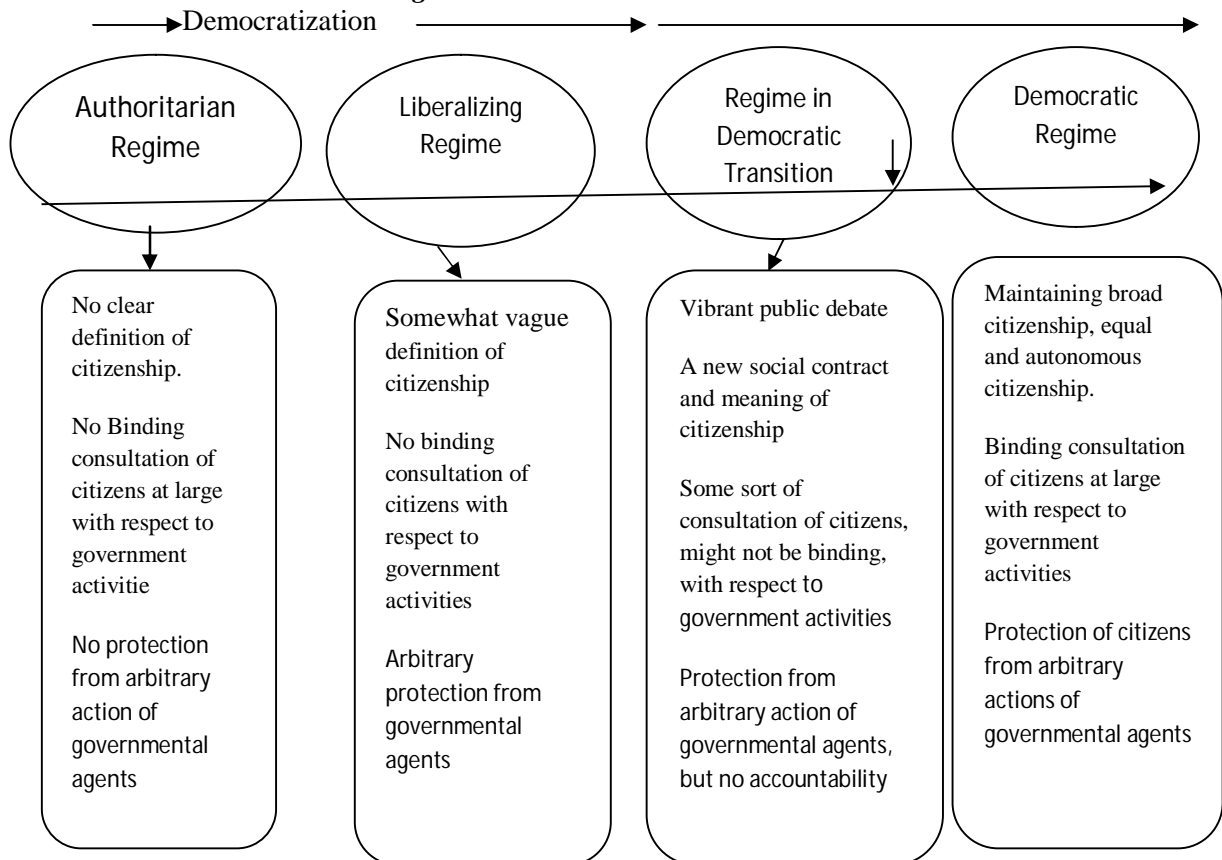 Democratization
Authoritarian
Regime
Liberalizing
Regime
Regime in
Democratic
Transition
Democratic
Regime
No clear
definition of
citizenship.
No Binding
consultation of
citizens at large
with respect to
government
activitie
No protection
from arbitrary
action of
governmental
agents
Somewhat vague
definition of
citizenship
No binding
consultation of
citizens with
respect to
government
activities
Arbitrary
protection from
governmental
agents
Vibrant public debate
A new social contract
and meaning of
citizenship
Some sort of
consultation of citizens,
might not be binding,
with respect to
government activities
Protection from
arbitrary action of
governmental agents,
but no accountability
Maintaining broad
citizenship, equal
and autonomous
citizenship.
Binding consultation
of citizens at large
with respect to
government
activities
Protection of citizens
from arbitrary
actions of
governmental agents